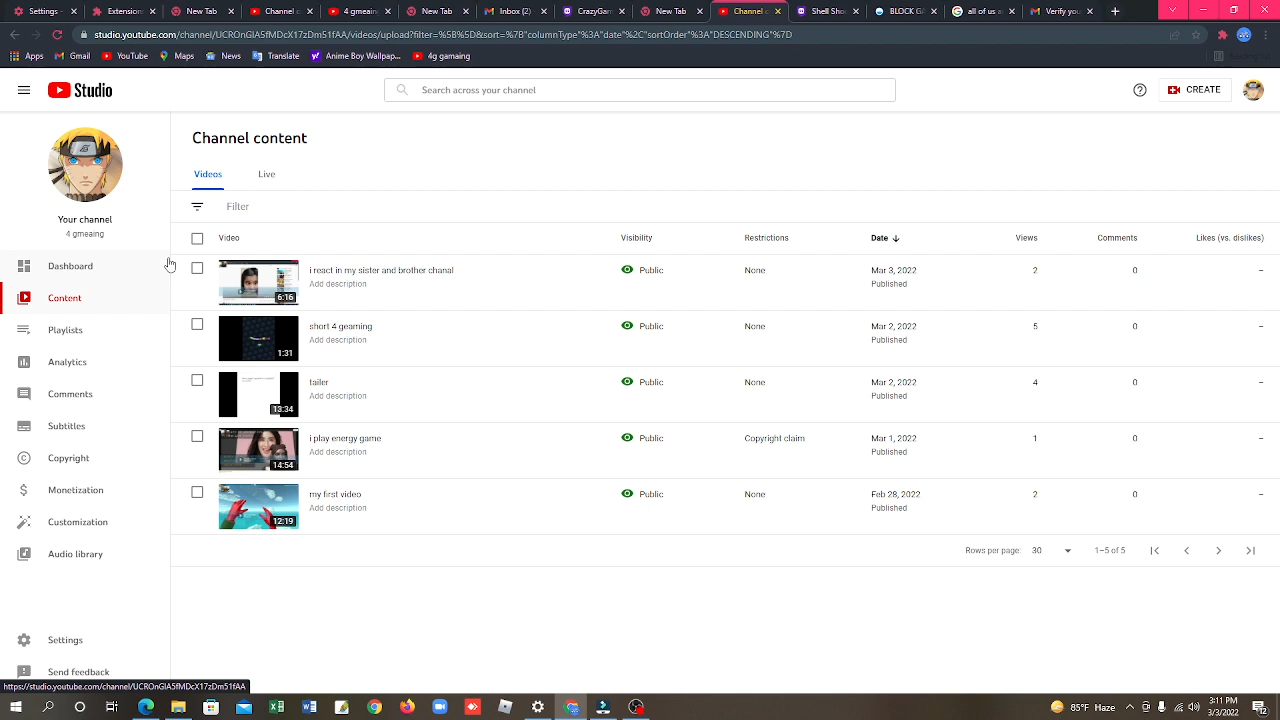 Settings
Extension
New Tab
Channel c
4 gmeaing
New Tab
Inbox (2)
CrazyGam
New Tab
Channel c
Shell Sho
BLOCK G
all of us a
Verify you
studio.youtube.com/channel/UCROnGlA5fMDcX17zDm51fAA/videos/upload?filter=%5B%5D&sort=%7B"columnType"%3A"date"%2C"sortOrder"%3A"DESCENDING"%7D
Apps
Gmail
YouTube
Maps
News
Translate
Anime Boy Wallpap...
4g gamaing
Studio
Search across your channel
CREATE
Your channel
4 gmeaing
Dashboard
Content
Playlists
Analytics
Comments
Subtitles
Copyright
Monetization
Customization
Audio library
Settings
Send feedback
Channel content
Videos Live
Filter
Video Visibility Restrictions Date Views Comments Likes (vs. dislikes)
6:16 i react in my sister and brother chanal Public None Mar 3, 2022 2 0 –
Add description Published
short 4 geaming Public None Mar 2, 2022 5 0 –
1:31 Add description Published
tailer Public None Mar 2, 2022 4 0 –
13:34 Add description Published
I play energy game Public Copyright claim Mar 1, 2022 1 0 –
14:54 Add description Published
my first video Public None Feb 28, 2022 2 0 –
12:19 Add description Published
Rows per page: 30 1–5 of 5
https://studio.youtube.com/channel/UCROnGlA5fMDcX17zDm51fAA
85°F Haze
3:11 PM
3/3/2022